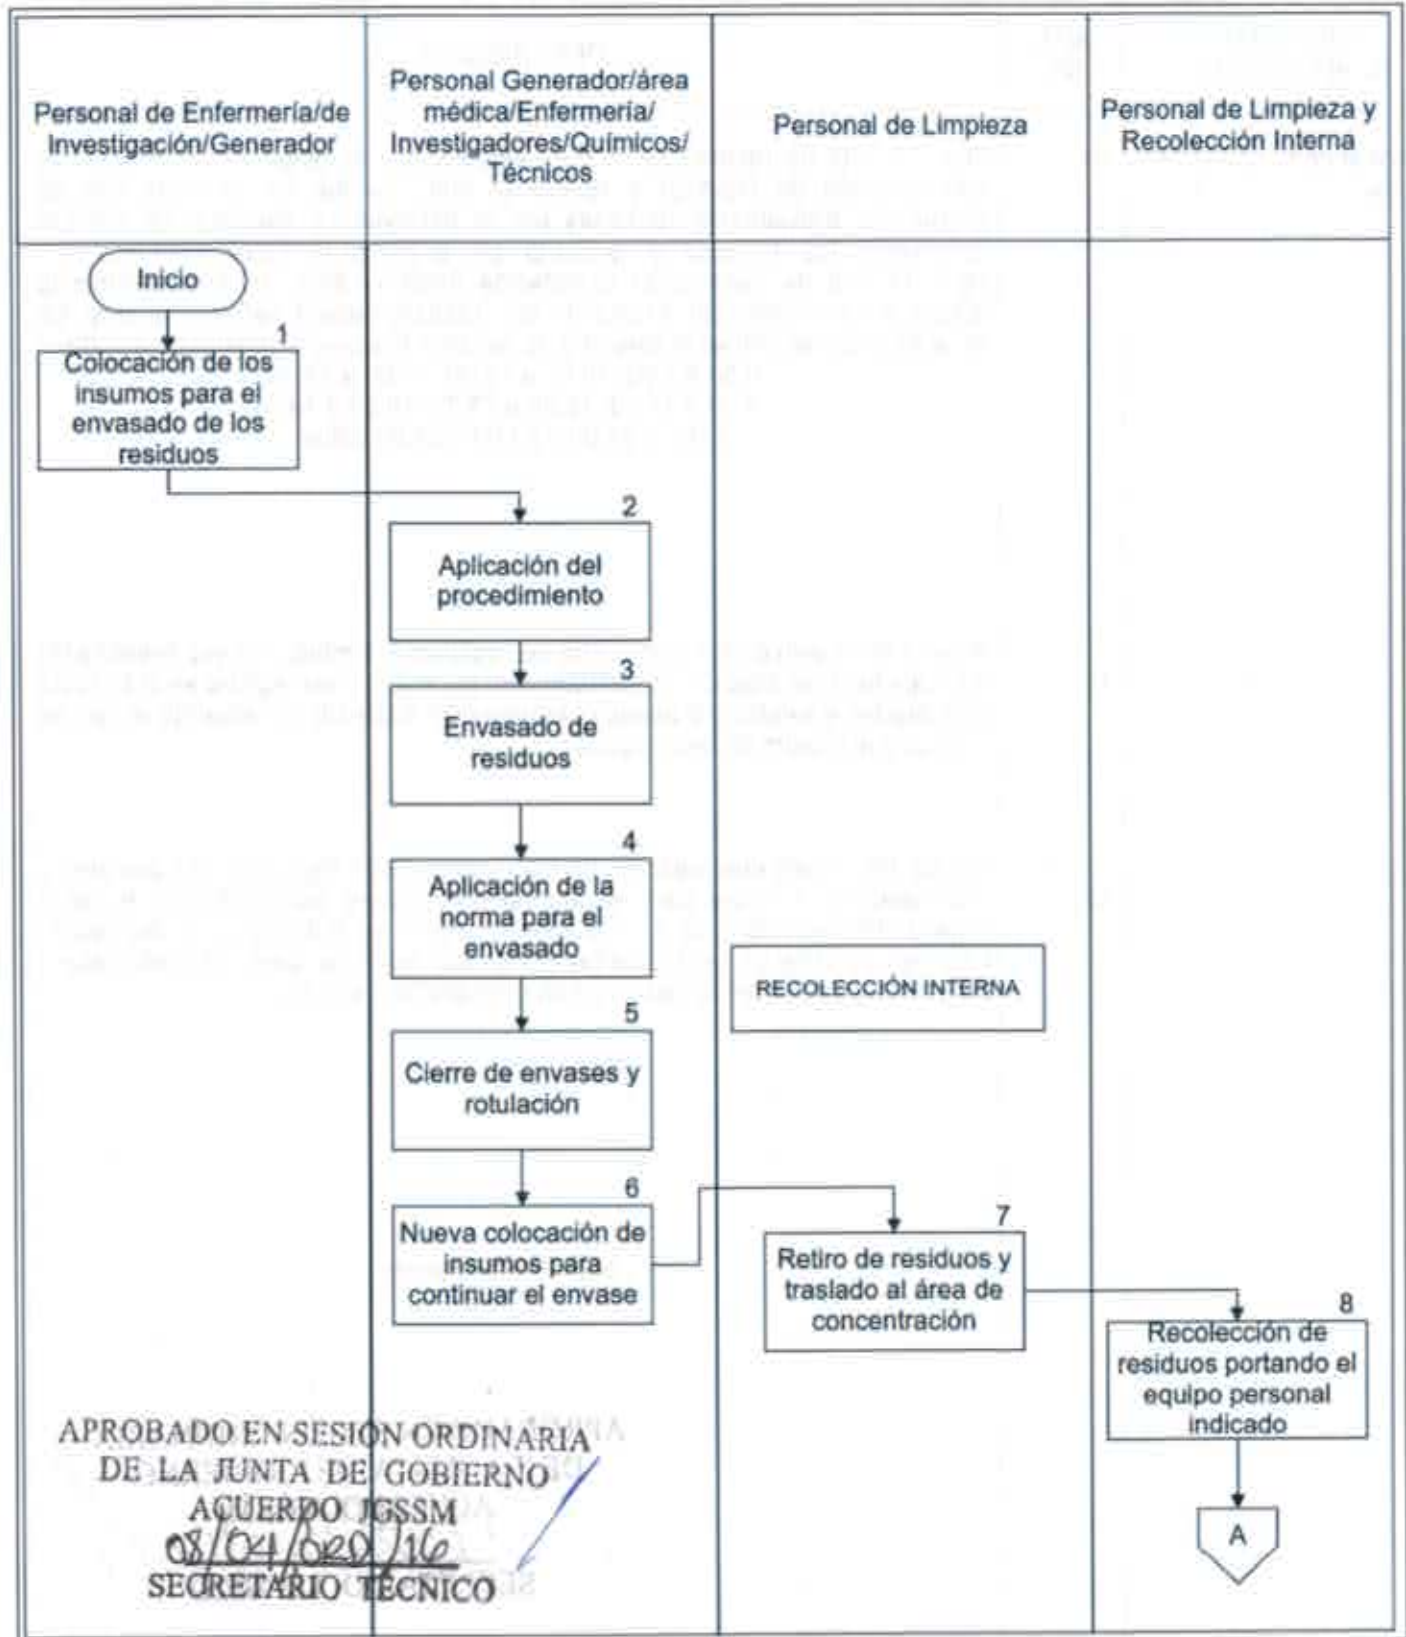 Personal de Enfermería/de
Investigación/Generador
Personal Generador/área
médica/Enfermería/
Investigadores/Químicos/
Técnicos
Personal de Limpieza
Personal de Limpieza y
Recolección Interna
Inicio
1
Colocación de los
insumos para el
envasado de los
residuos
2
Aplicación del
procedimiento
3
Envasado de
residuos
4
Aplicación de la
norma para el
envasado
RECOLECCIÓN INTERNA
5
Cierre de envases y
rotulación
6
Nueva colocación de
insumos para
continuar el envase
7
Retiro de residuos y
traslado al área de
concentración
8
Recolección de
residuos portando el
equipo personal
indicado
A
APROBADO EN SESIÓN ORDINARIA
DE LA JUNTA DE GOBIERNO
ACUERDO JGSSM
08/04/ORD/16
SECRETARIO TÉCNICO